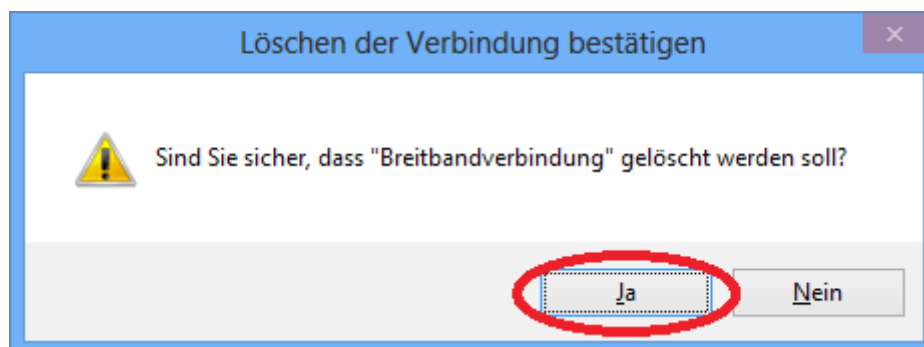 Löschen der Verbindung bestätigen
Sind Sie sicher, dass "Breitbandverbindung" gelöscht werden soll?
Ja
Nein